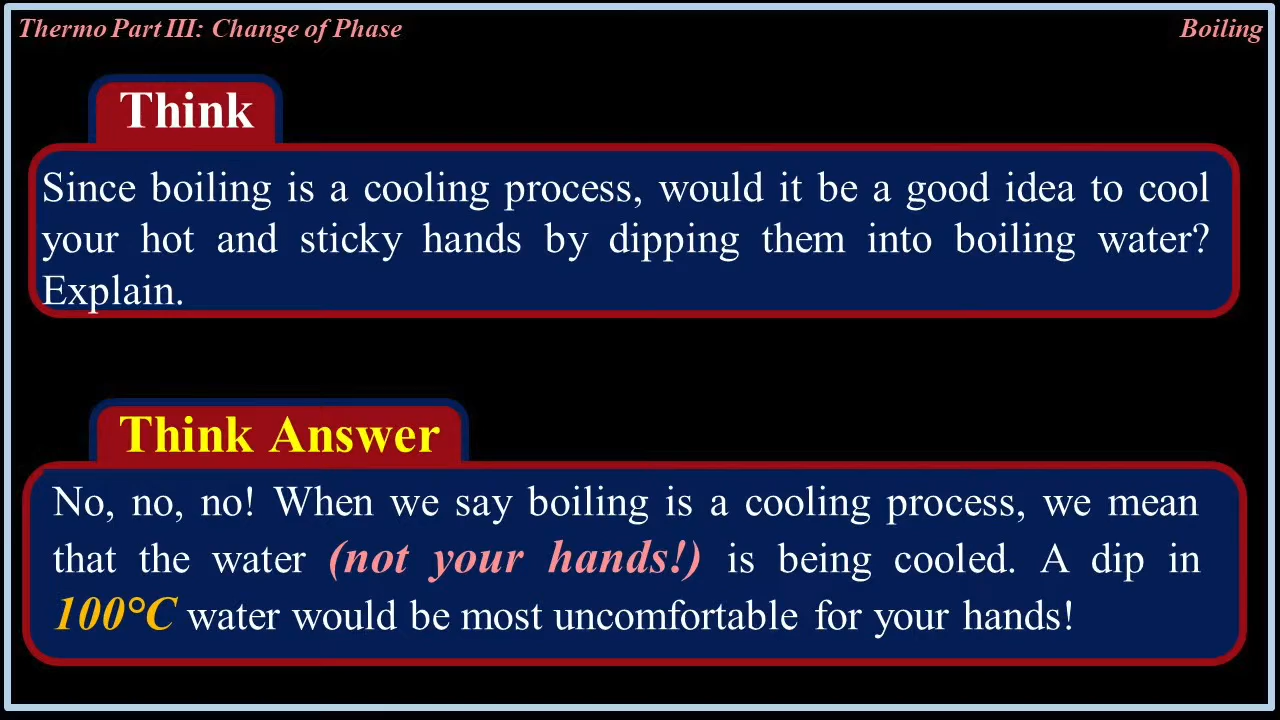 Thermo Part III: Change of Phase
Boiling
Think
Since boiling is a cooling process, would it be a good idea to cool
your hot and sticky hands by dipping them into boiling water?
Explain.
Think Answer
No, no, no! When we say boiling is a cooling process, we mean
that the water (not your hands!) is being cooled. A dip in
100°C water would be most uncomfortable for your hands!